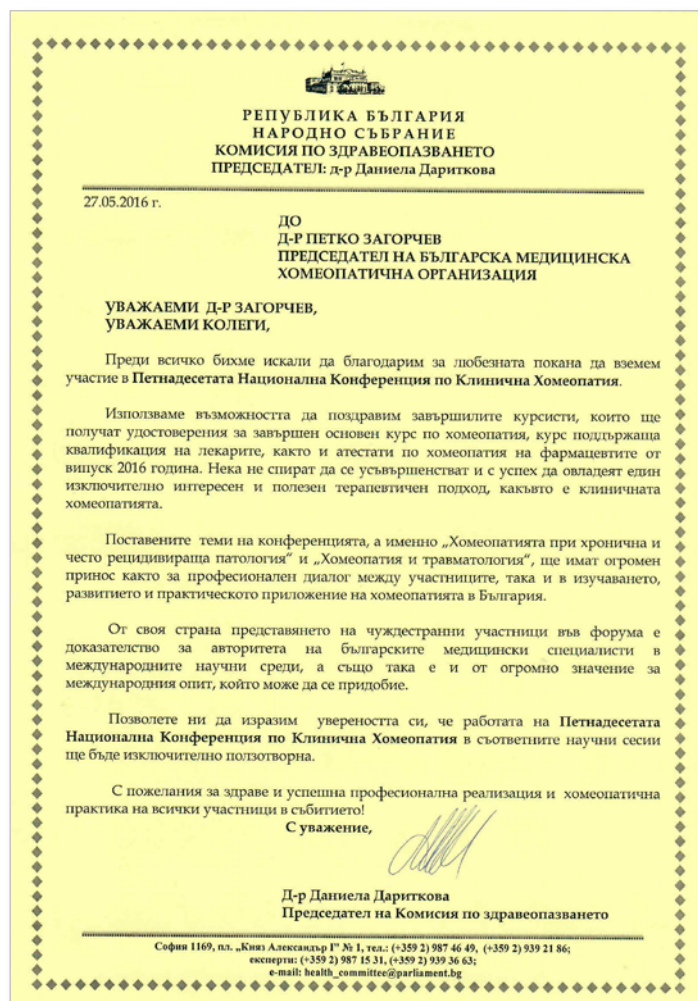 РЕПУБЛИКА БЪЛГАРИЯ
НАРОДНО СЪБРАНИЕ
КОМИСИЯ ПО ЗДРАВЕОПАЗВАНЕТО
ПРЕДСЕДАТЕЛ: д-р Даниела Дариткова
27.05.2016 г.
ДО
Д-Р ПЕТКО ЗАГОРЧЕВ
ПРЕДСЕДАТЕЛ НА БЪЛГАРСКА МЕДИЦИНСКА
ХОМЕОПАТИЧНА ОРГАНИЗАЦИЯ
УВАЖАЕМИ Д-Р ЗАГОРЧЕВ,
УВАЖАЕМИ КОЛЕГИ,
Преди всичко бихме искали да благодарим за любезната покана да вземем
участие в Петнадесетата Национална Конференция по Клинична Хомеопатия.
Използваме възможността да поздравим завършилите курсисти, които ще
получат удостоверения за завършен основен курс по хомеопатия, курс поддържаща
квалификация на лекарите, както и атестати по хомеопатия на фармацевтите от
випуск 2016 година. Нека не спират да се усъвършенстват и с успех да овладеят един
изключително интересен и полезен терапевтичен подход, какъвто е клиничната
хомеопатията.
Поставените теми на конференцията, а именно „Хомеопатията при хронична и
често рецидивираща патология“ и „Хомеопатия и травматология“, ще имат огромен
принос както за професионален диалог между участниците, така и в изучаването,
развитието и практическото приложение на хомеопатията в България.
От своя страна представянето на чуждестранни участници във форума е
доказателство за авторитета на българските медицински специалисти в
международните научни среди, а също така е и от огромно значение за
международния опит, който може да се придобие.
Позволете ни да изразим увереността си, че работата на Петнадесетата
Национална Конференция по Клинична Хомеопатия в съответните научни сесии
ще бъде изключително ползотворна.
С пожелания за здраве и успешна професионална реализация и хомеопатична
практика на всички участници в събитието!
С уважение,
Д-р Даниела Дариткова
Председател на Комисия по здравеопазването
София 1169, пл. „Княз Александър I” № 1, тел.: (+359 2) 987 46 49, (+359 2) 939 21 86;
експерти: (+359 2) 987 15 31, (+359 2) 939 36 63;
e-mail: health_committee@parliament.bg